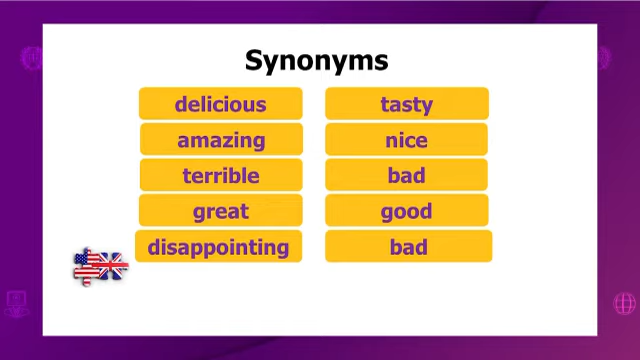 Synonyms
delicious tasty
amazing nice
terrible bad
great good
disappointing bad